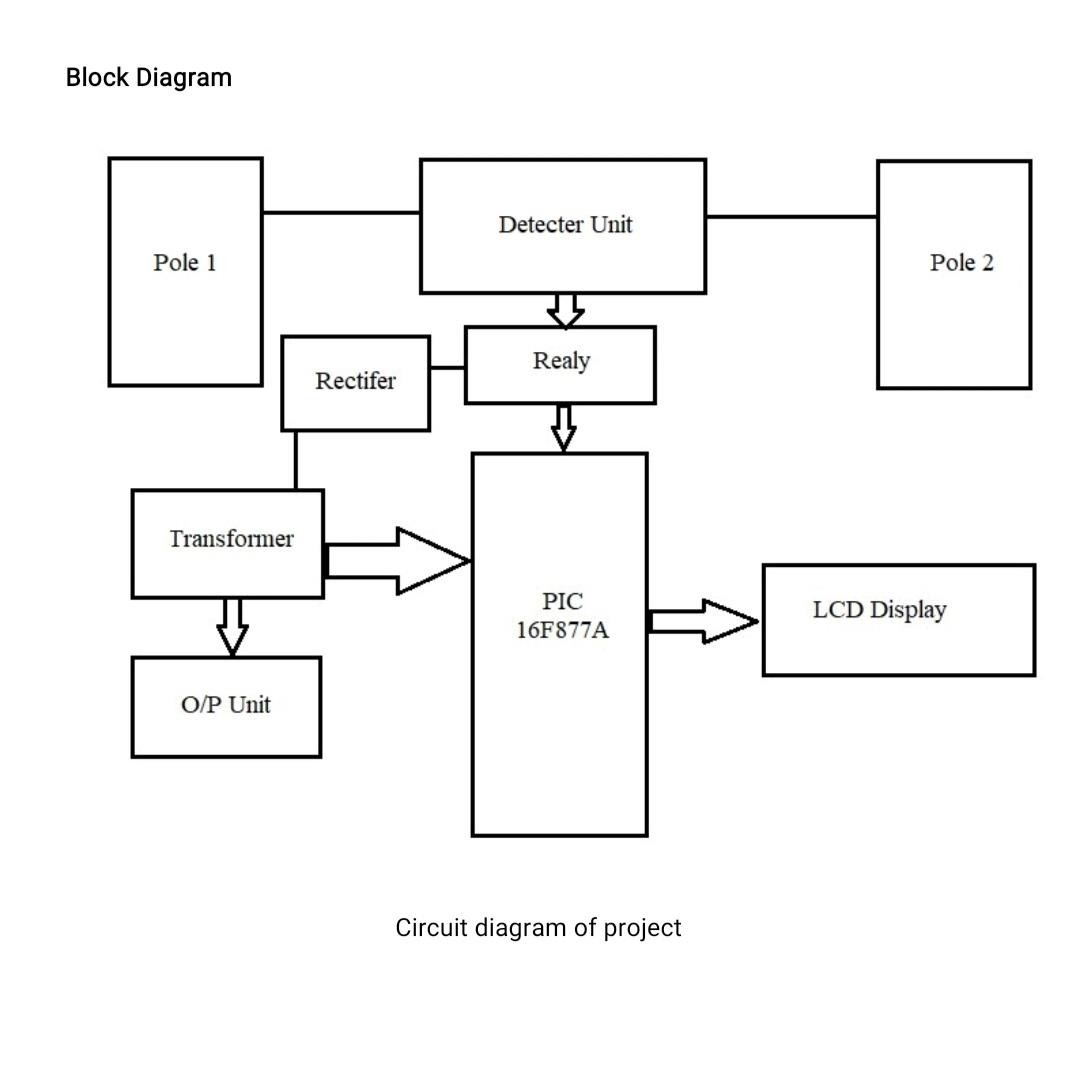 Block Diagram
Pole 1
Detecter Unit
Pole 2
Rectifer
Realy
Transformer
PIC
16F877A
LCD Display
O/P Unit
Circuit diagram of project